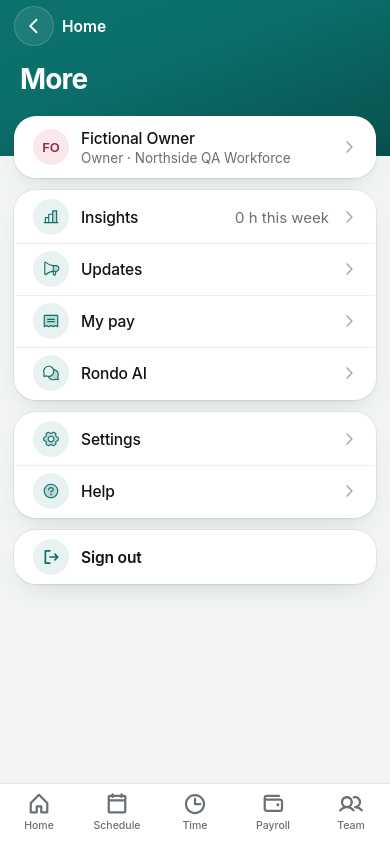 Home
More
FO
Fictional Owner
Owner · Northside QA Workforce
Insights 0 h this week
Updates
My pay
Rondo AI
Settings
Help
Sign out
Home Schedule Time Payroll Team